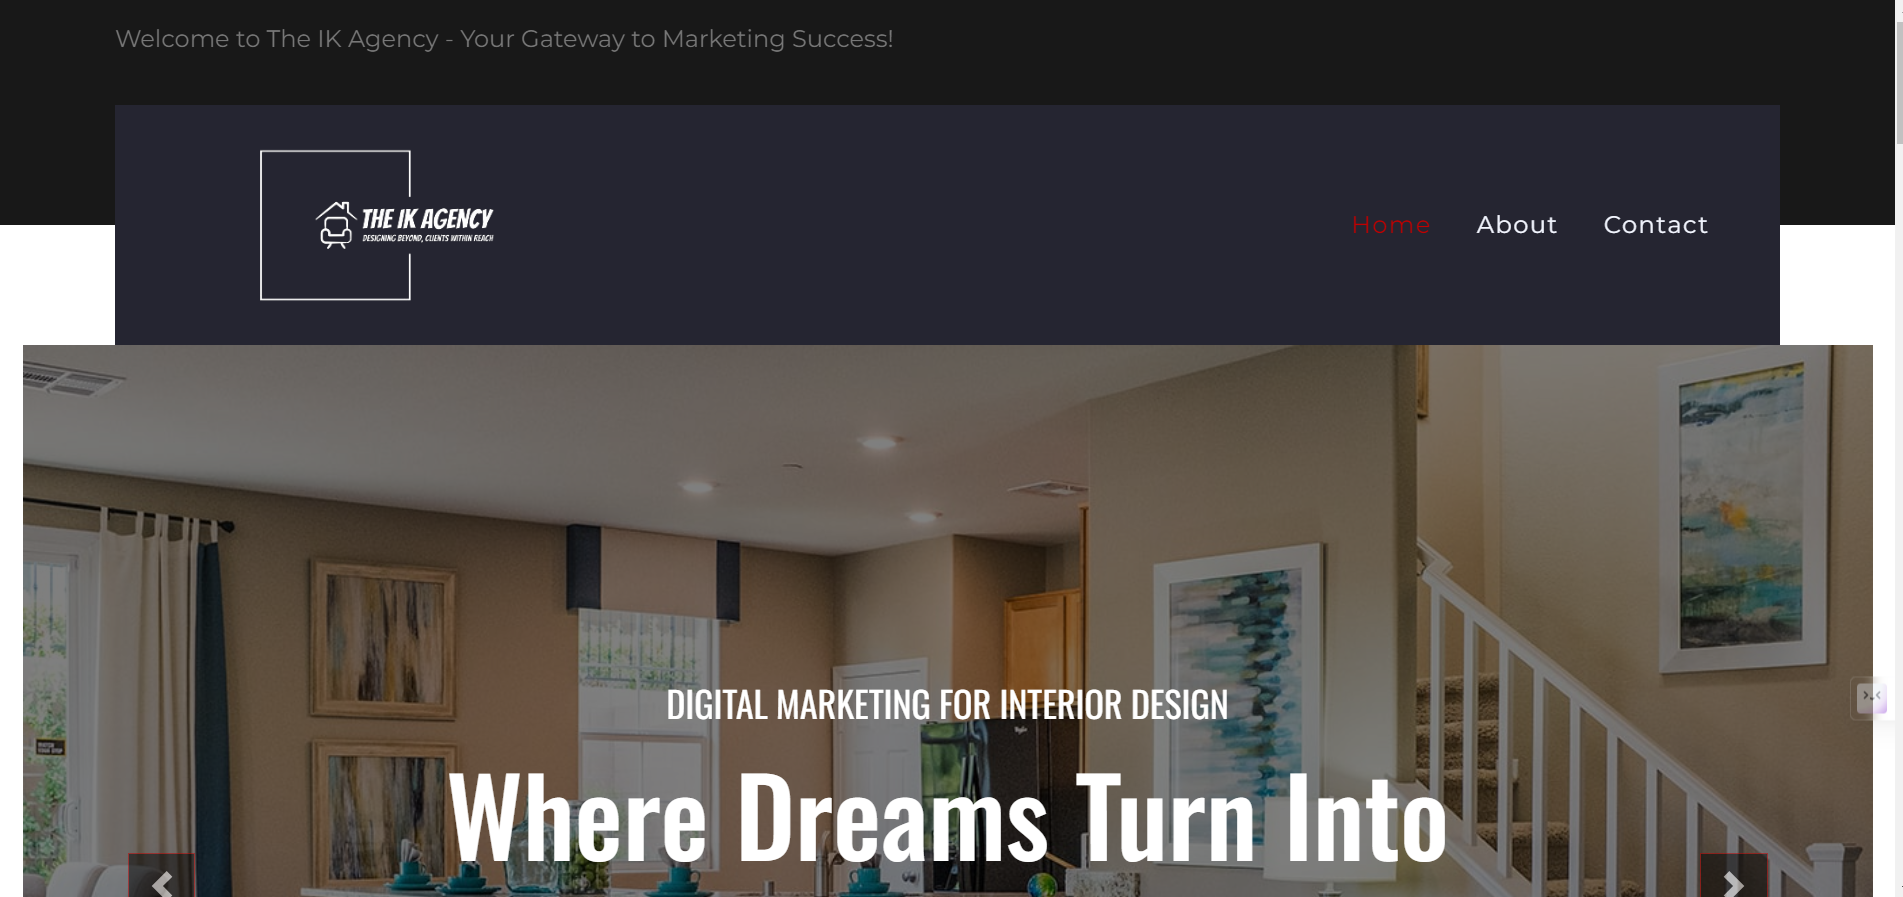 Welcome to The IK Agency - Your Gateway to Marketing Success!
THE IK AGENCY
DESIGNING BEYOND, CLIENTS WITHIN REACH
Home About Contact
DIGITAL MARKETING FOR INTERIOR DESIGN
Where Dreams Turn Into